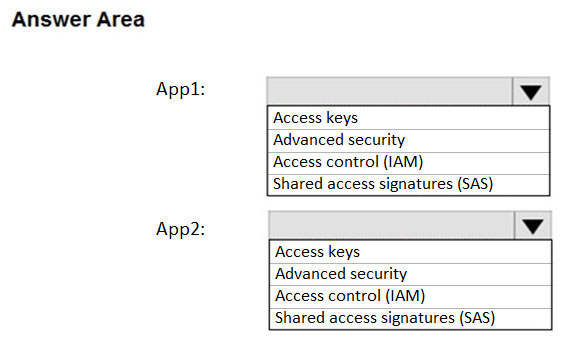 Answer Area
App1:
Access keys
Advanced security
Access control (IAM)
Shared access signatures (SAS)
App2:
Access keys
Advanced security
Access control (IAM)
Shared access signatures (SAS)